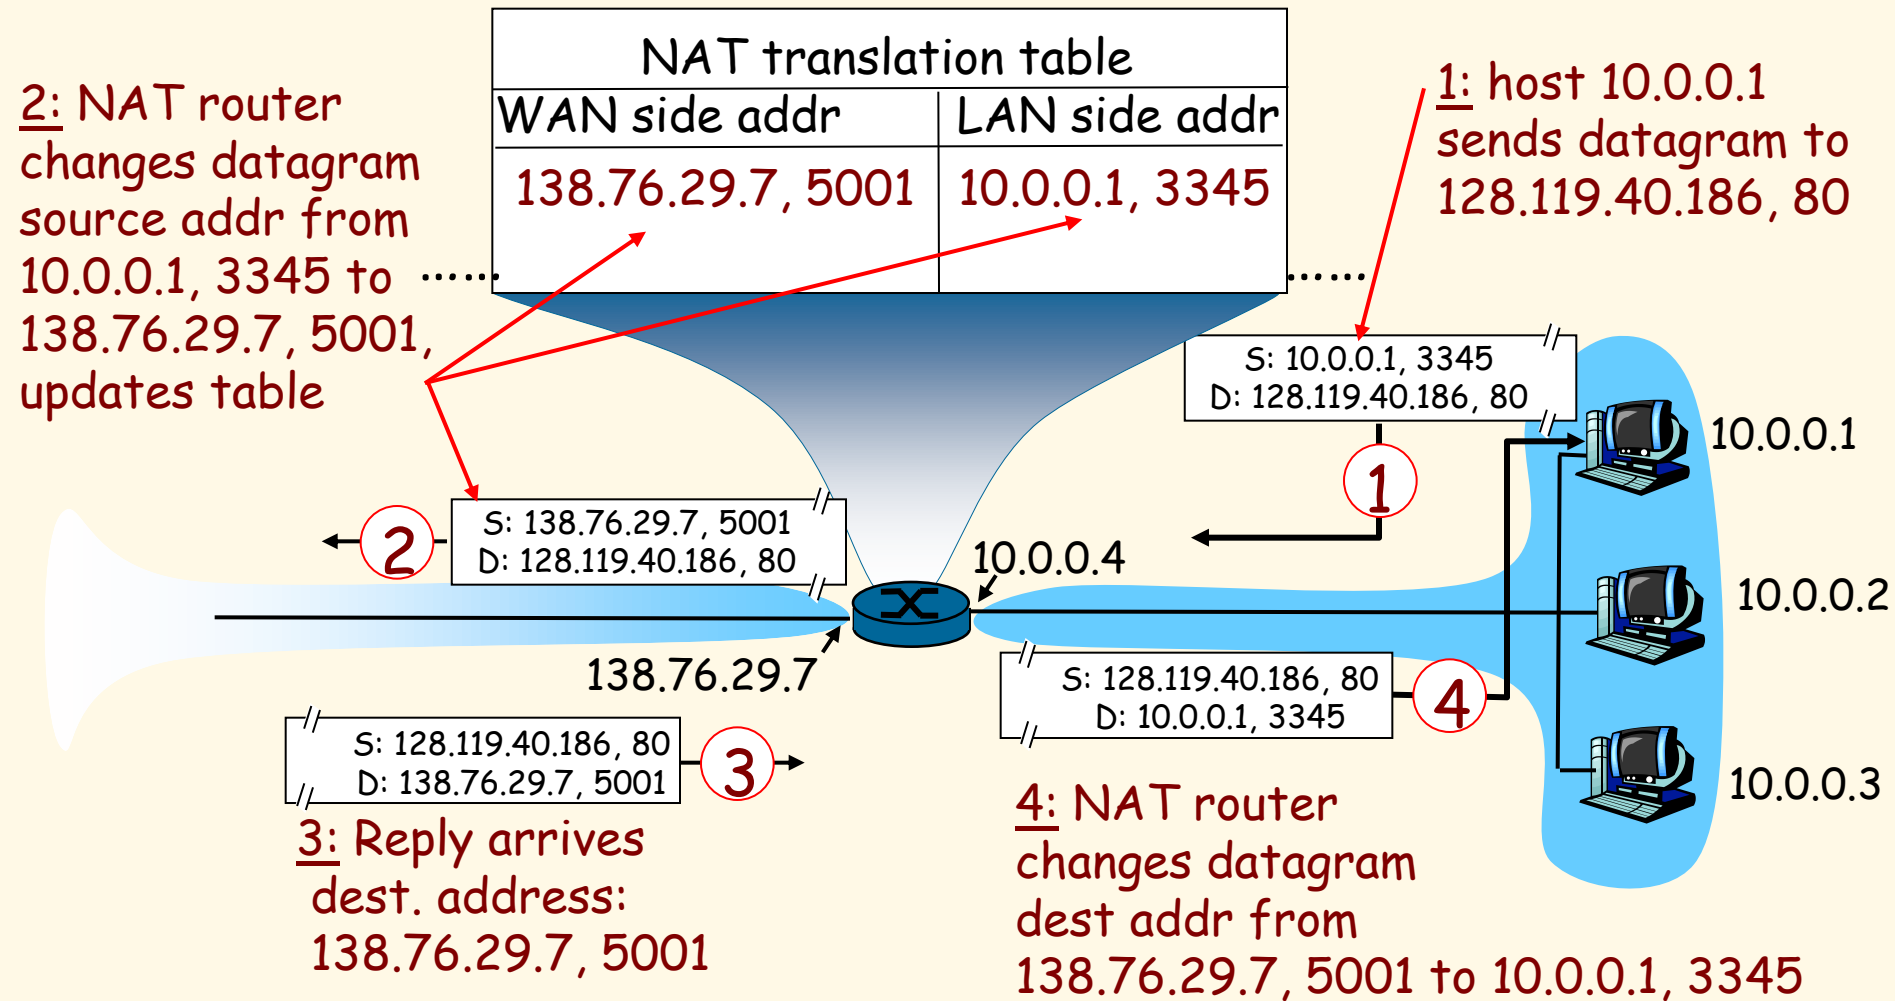 NAT translation table
WAN side addr
LAN side addr
138.76.29.7, 5001
10.0.0.1, 3345
......
......
2: NAT router
changes datagram
source addr from
10.0.0.1, 3345 to
138.76.29.7, 5001,
updates table
1: host 10.0.0.1
sends datagram to
128.119.40.186, 80
S: 10.0.0.1, 3345
D: 128.119.40.186, 80
1
10.0.0.1
S: 138.76.29.7, 5001
D: 128.119.40.186, 80
2
10.0.0.4
10.0.0.2
138.76.29.7
S: 128.119.40.186, 80
D: 10.0.0.1, 3345
4
S: 128.119.40.186, 80
D: 138.76.29.7, 5001
3
10.0.0.3
3: Reply arrives
dest. address:
138.76.29.7, 5001
4: NAT router
changes datagram
dest addr from
138.76.29.7, 5001 to 10.0.0.1, 3345